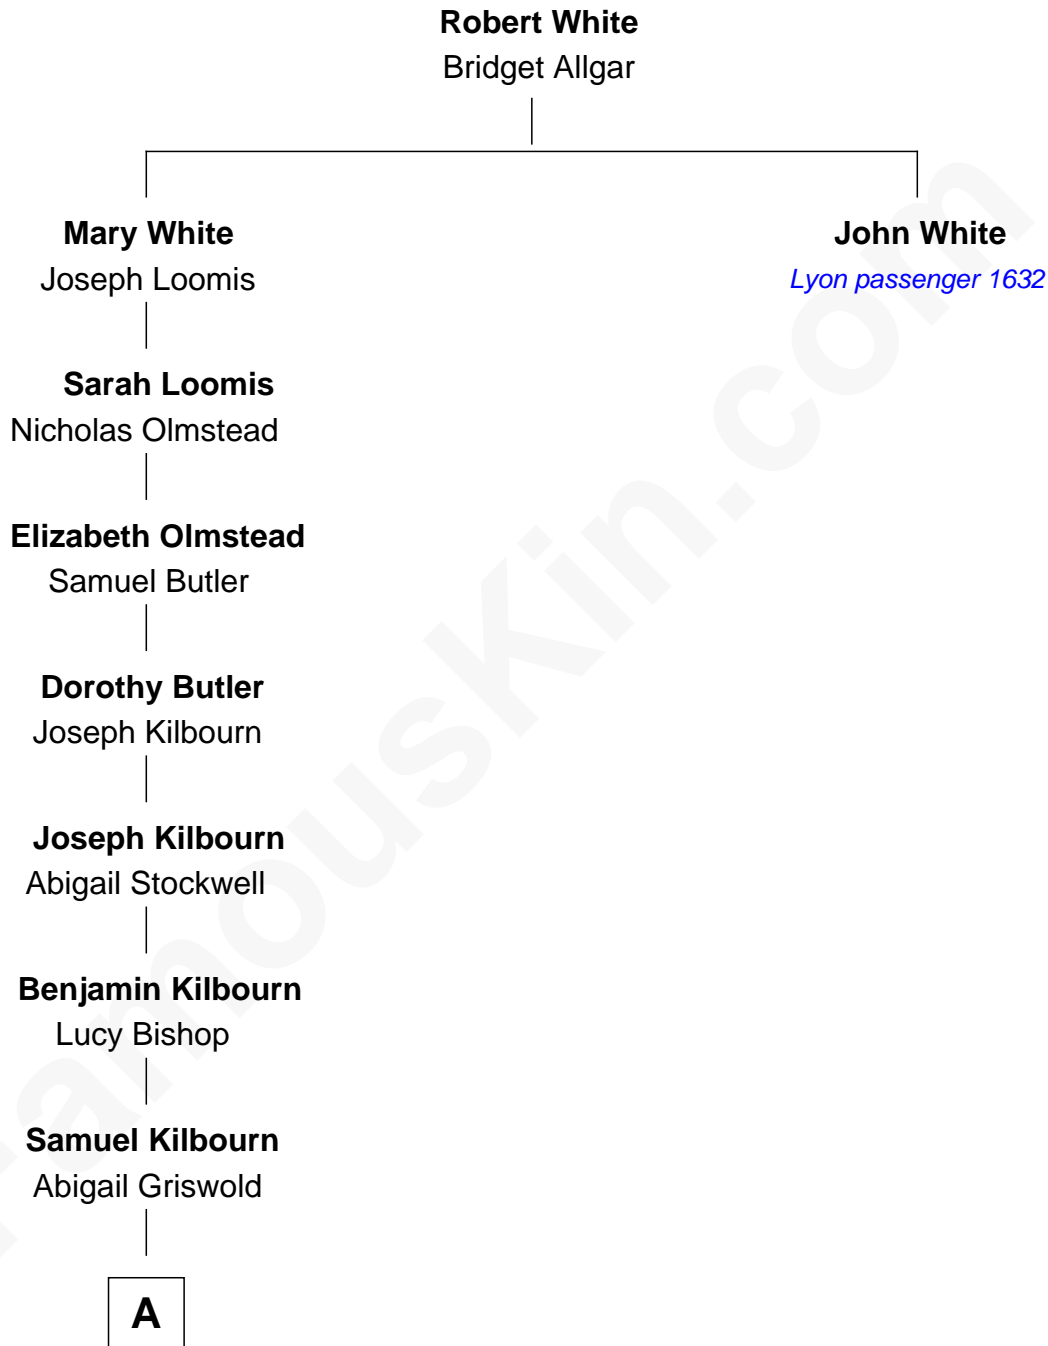 Robert White
Bridget Allgar
Mary White
Joseph Loomis
John White
Lyon passenger 1632
Sarah Loomis
Nicholas Olmstead
Elizabeth Olmstead
Samuel Butler
Dorothy Butler
Joseph Kilbourn
Joseph Kilbourn
Abigail Stockwell
Benjamin Kilbourn
Lucy Bishop
Samuel Kilbourn
Abigail Griswold
A
FamousKin.com